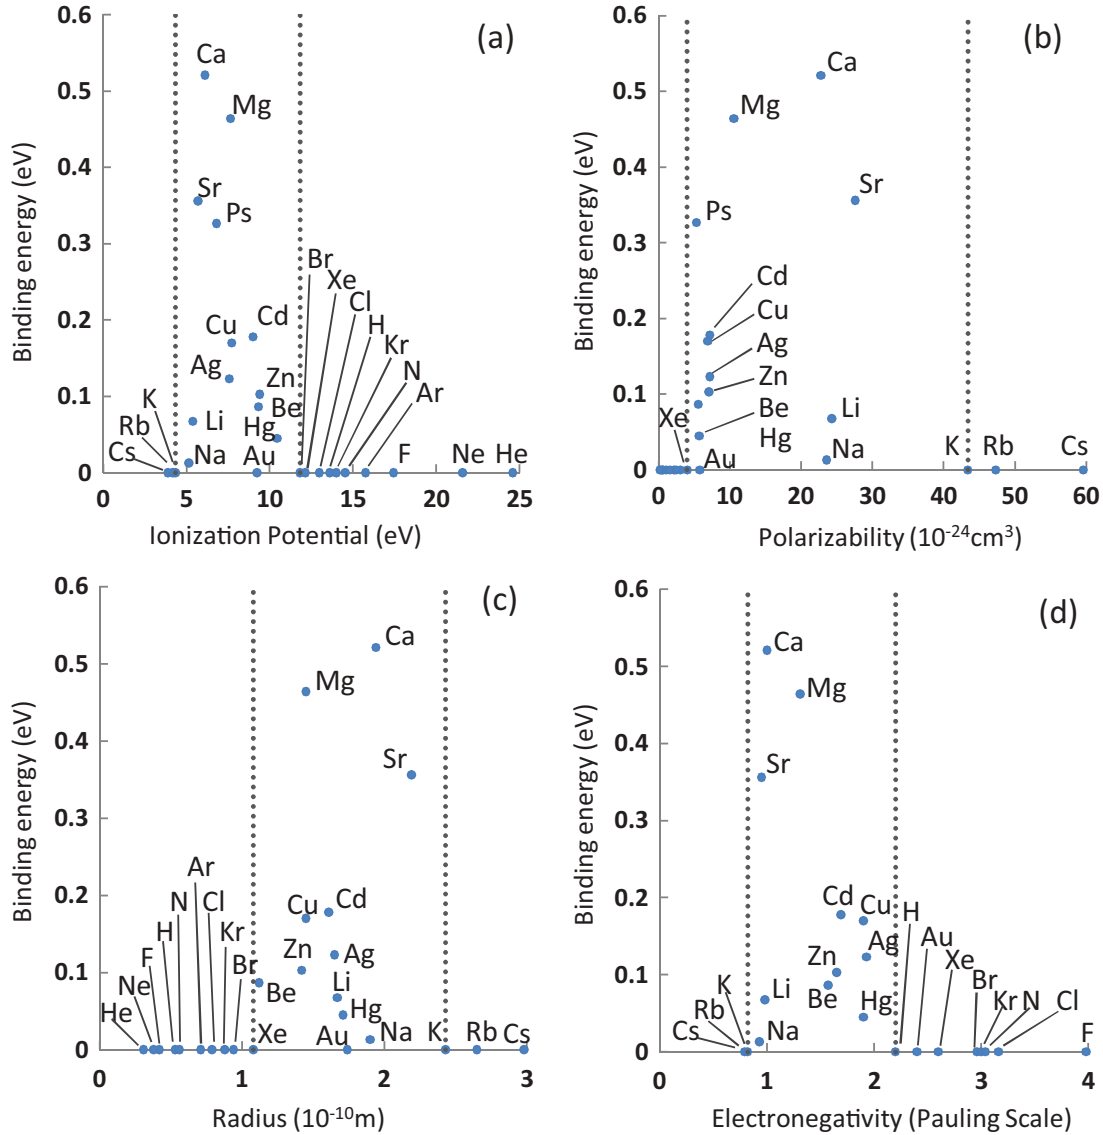 0.6
0.5
0.4
0.3
0.2
0.1
0
Binding energy (eV)
(a)
Ca
Mg
Sr
Ps
Br
Xe
Cl
H
Kr
N
Ar
Cu
Cd
Ag
Zn
K
Rb
Cs
Li
Be
Hg
Na
Au
F
Ne
He
0 5 10 15 20 25
Ionization Potential (eV)
0.6
0.5
0.4
0.3
0.2
0.1
0
Binding energy (eV)
(b)
Ca
Mg
Sr
Ps
Cd
Cu
Ag
Zn
Xe
Be
Li
Hg
Na
Au
K
Rb
Cs
0 10 20 30 40 50 60
Polarizability (10-24cm3)
0.6
0.5
0.4
0.3
0.2
0.1
0
Binding energy (eV)
(c)
Ca
Mg
Sr
Ar
N
Cl
H
Kr
F
Br
Ne
He
Cu
Cd
Zn
Ag
Be
Li
Hg
Xe
Au
Na
K
Rb
Cs
0 1 2 3
Radius (10-10m)
0.6
0.5
0.4
0.3
0.2
0.1
0
Binding energy (eV)
(d)
Ca
Mg
Sr
Cd
Cu
H
Ag
Au
Zn
Xe
Br
K
Li
Be
Hg
Kr
N
Cl
Rb
Cs
Na
F
0 1 2 3 4
Electronegativity (Pauling Scale)